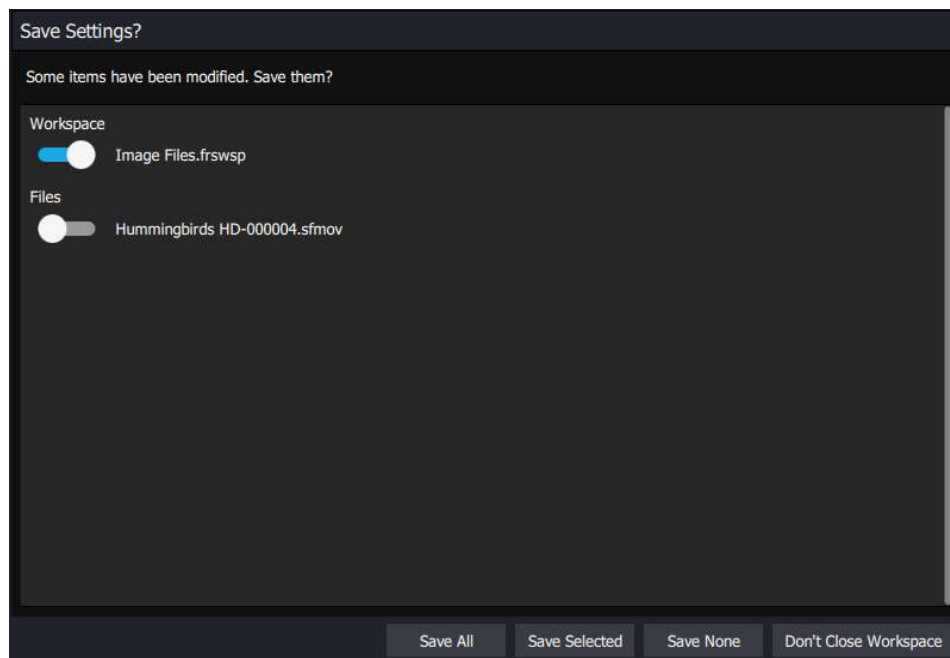 Save Settings?
Some items have been modified. Save them?
Workspace
Image Files.frswsp
Files
Hummingbirds HD-000004.sfmov
Save All Save Selected Save None Don't Close Workspace